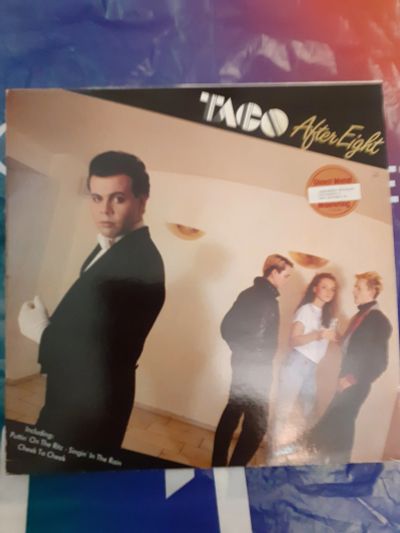 TACO
After Eight
Including:
Puttin' On The Ritz · Singin' In The Rain
Cheek To Cheek